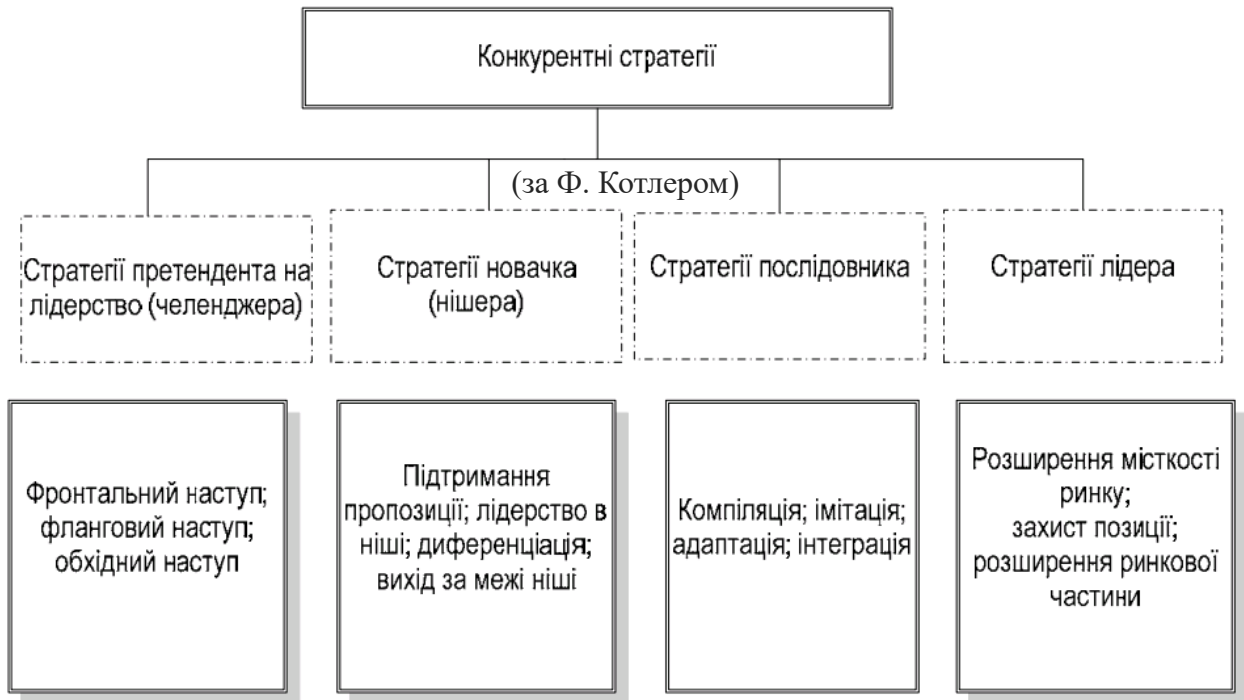 Конкурентні стратегії
(за Ф. Котлером)
Стратегії претендента на
лідерство (челенджера)
Стратегії новачка
(нішера)
Стратегії послідовника
Стратегії лідера
Фронтальний наступ;
фланговий наступ;
обхідний наступ
Підтримання
пропозиції; лідерство в
ніші; диференціація;
вихід за межі ніші
Компіляція; імітація;
адаптація; інтеграція
Розширення місткості
ринку;
захист позиції;
розширення ринкової
частини